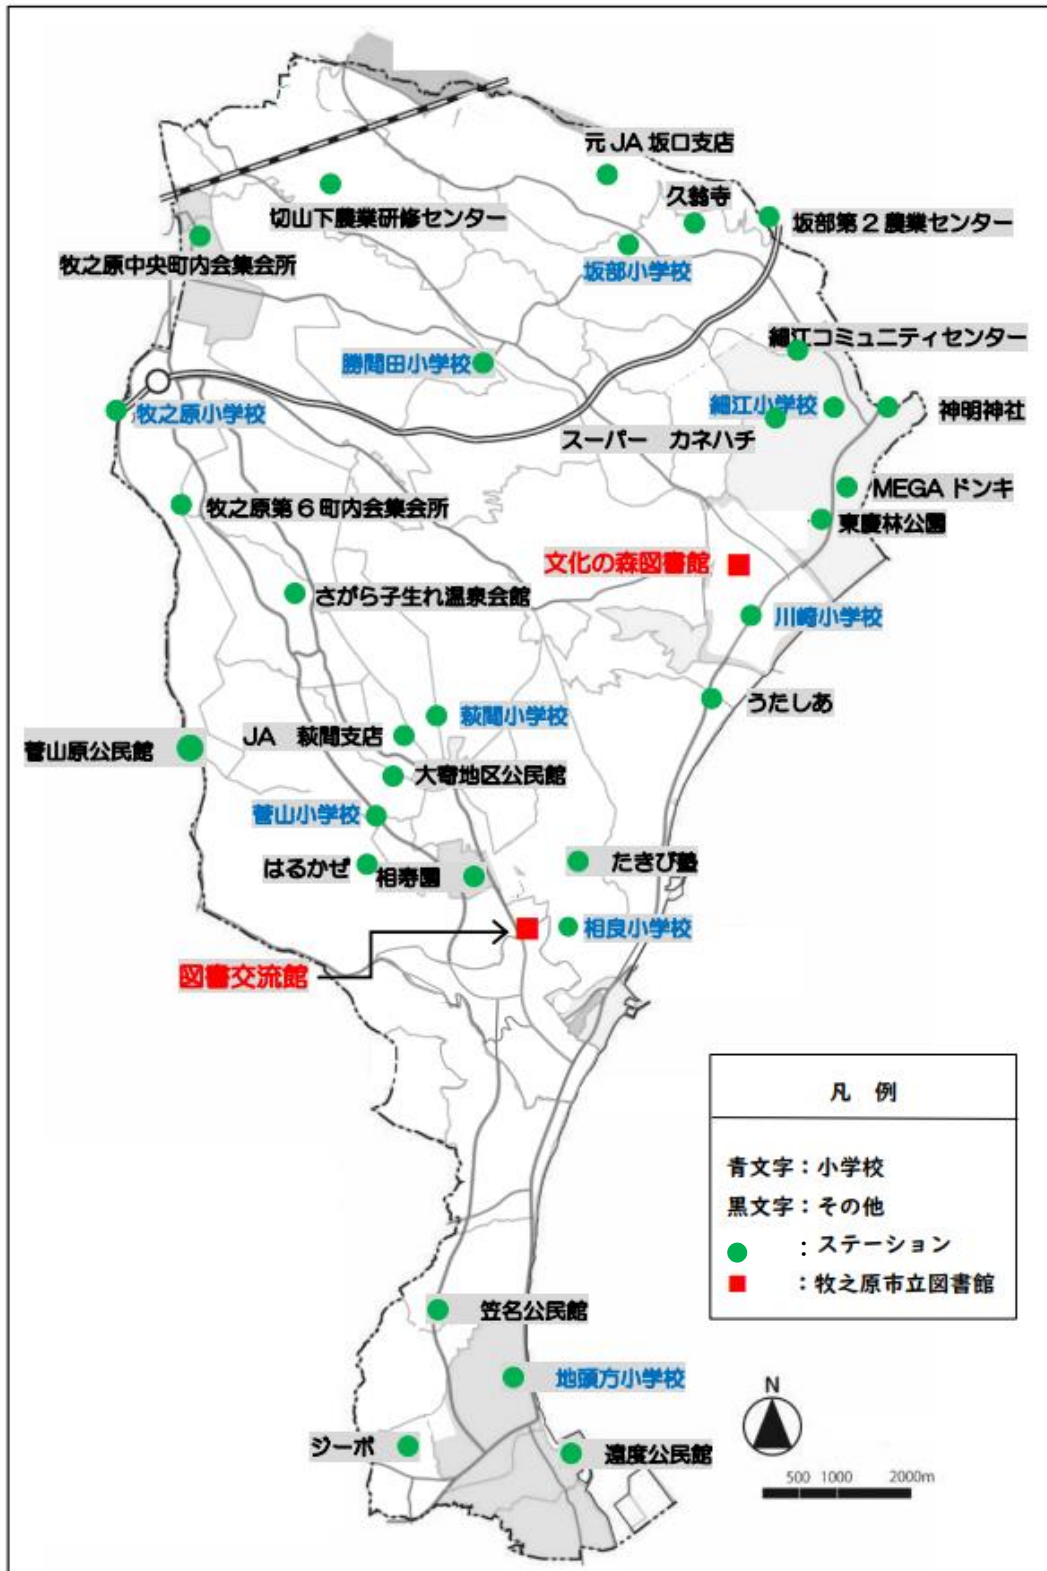 元JA坂口支店
久翁寺
坂部第2農業センター
切山下農業研修センター
牧之原中央町内会集会所
坂部小学校
細江コミュニティセンター
勝間田小学校
牧之原小学校
細江小学校
神明神社
スーパー　カネハチ
MEGAドンキ
牧之原第6町内会集会所
東慶林公園
文化の森図書館
さがら子生れ温泉会館
川崎小学校
うたしあ
萩間小学校
JA　萩間支店
菅山原公民館
大寄地区公民館
菅山小学校
はるかぜ
相寿園
たきび塾
相良小学校
図書交流館
凡　例
青文字：小学校
黒文字：その他
：ステーション
：牧之原市立図書館
笠名公民館
地頭方小学校
N
ジーボ
遠度公民館
500 1000 2000m